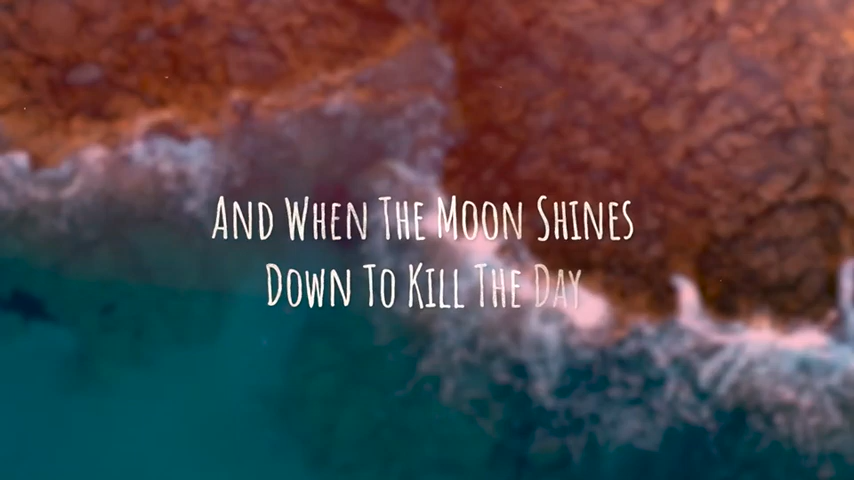 And When The Moon Shines
Down To Kill The Day